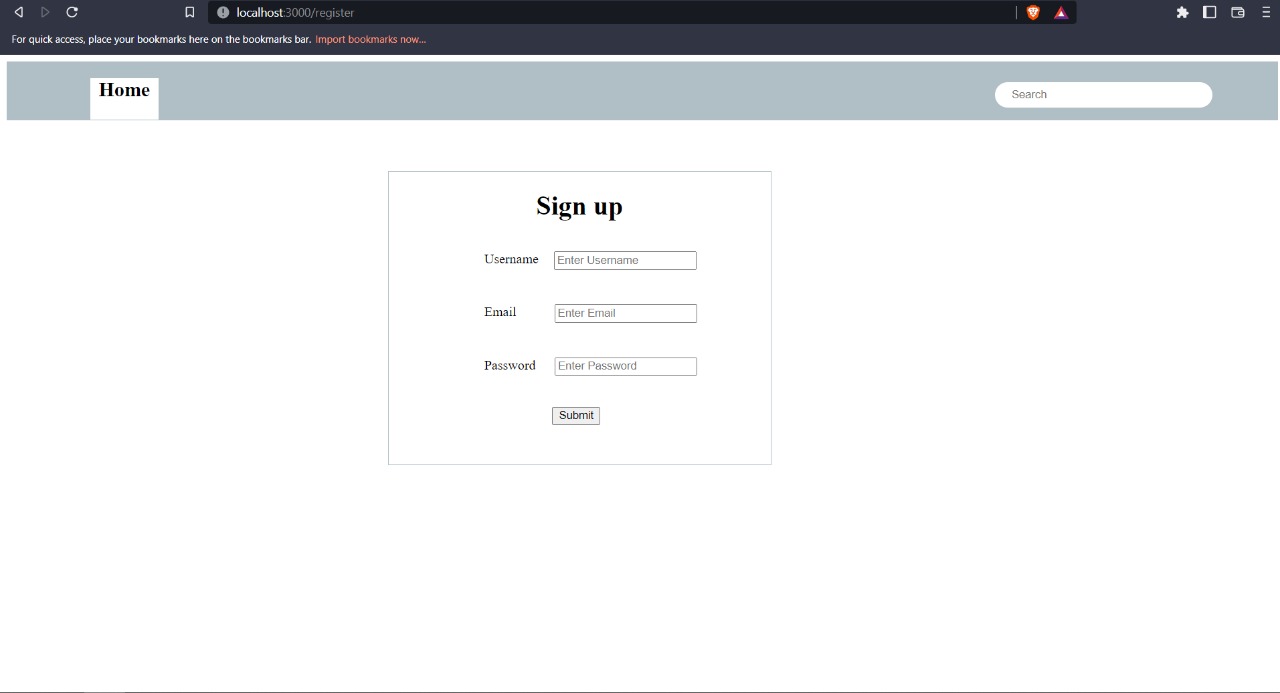 localhost:3000/register
For quick access, place your bookmarks here on the bookmarks bar. Import bookmarks now...
Home
Search
Sign up
Username Enter Username
Email Enter Email
Password Enter Password
Submit